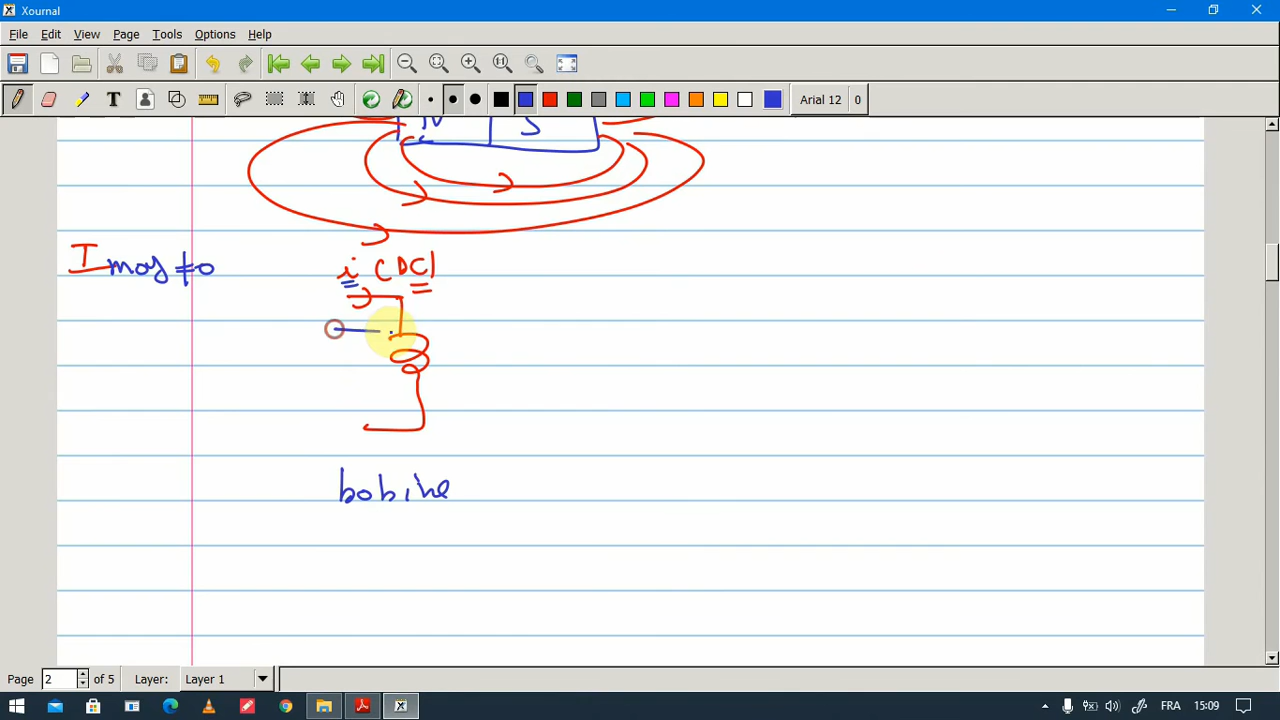 Xournal
File Edit View Page Tools Options Help
Arial 12 0
N S
I moy ≠ 0
i (DC)
bobine
Page 2 of 5 Layer: Layer 1
FRA 15:09